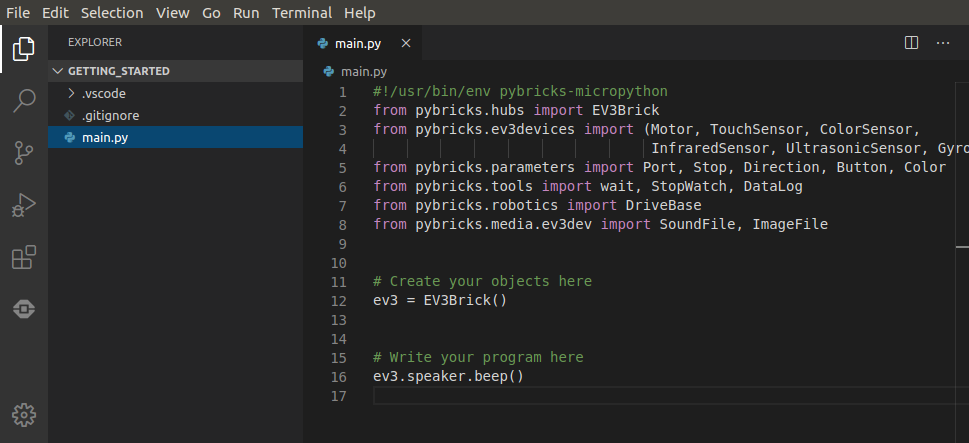 File Edit Selection View Go Run Terminal Help
EXPLORER
GETTING_STARTED
.vscode
.gitignore
main.py
main.py
main.py
1 #!/usr/bin/env pybricks-micropython
2 from pybricks.hubs import EV3Brick
3 from pybricks.ev3devices import (Motor, TouchSensor, ColorSensor,
4 InfraredSensor, UltrasonicSensor, Gyro
5 from pybricks.parameters import Port, Stop, Direction, Button, Color
6 from pybricks.tools import wait, StopWatch, DataLog
7 from pybricks.robotics import DriveBase
8 from pybricks.media.ev3dev import SoundFile, ImageFile
9
10
11 # Create your objects here
12 ev3 = EV3Brick()
13
14
15 # Write your program here
16 ev3.speaker.beep()
17